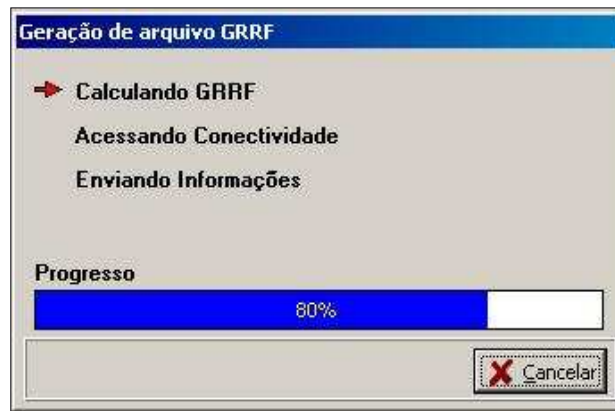 Geração de arquivo GRRF
Calculando GRRF
Acessando Conectividade
Enviando Informações
Progresso
80%
Cancelar